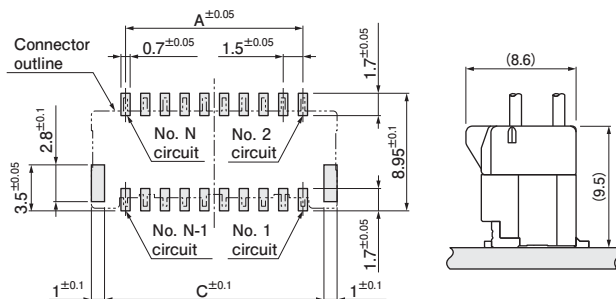 A±0.05
Connector outline
0.7±0.05
1.5±0.05
1.7±0.05
(8.6)
No. N circuit
No. 2 circuit
2.8±0.1
3.5±0.05
8.95±0.1
(9.5)
No. N-1 circuit
No. 1 circuit
1.7±0.05
1±0.1
C±0.1
1±0.1